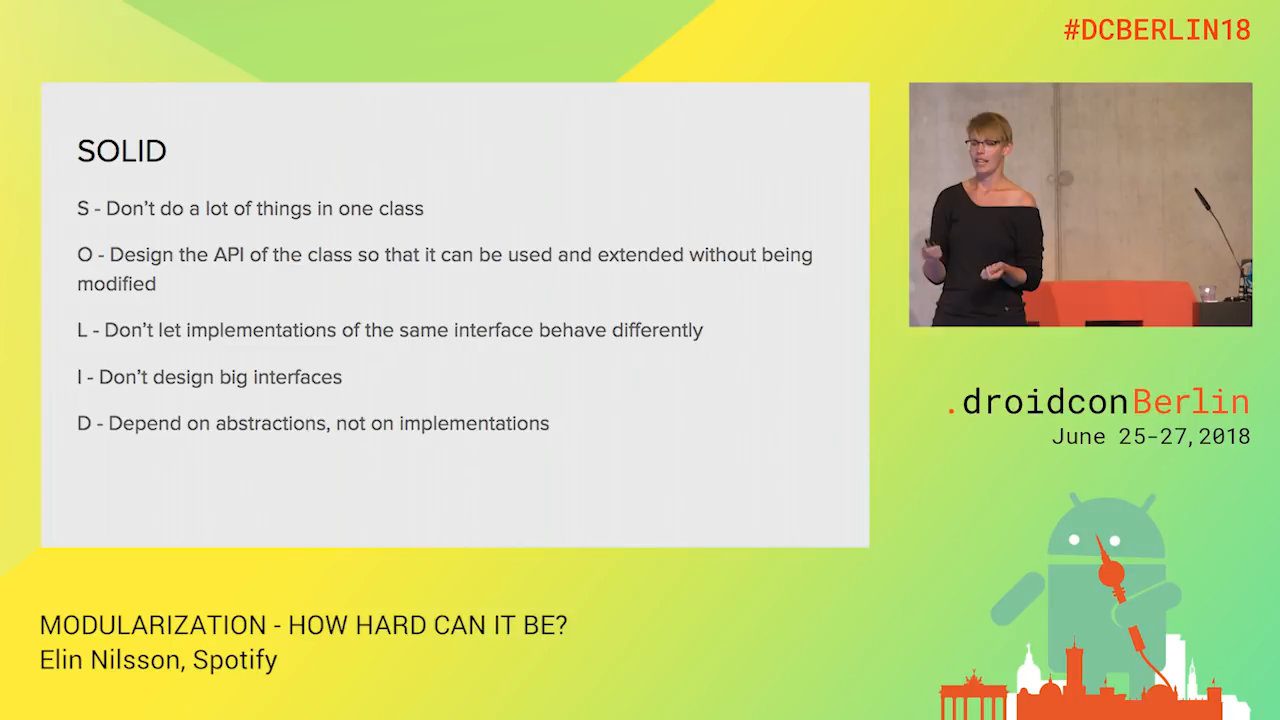 #DCBERLIN18
SOLID
S - Don’t do a lot of things in one class
O - Design the API of the class so that it can be used and extended without being
modified
L - Don’t let implementations of the same interface behave differently
I - Don’t design big interfaces
D - Depend on abstractions, not on implementations
.droidconBerlin
June 25-27,2018
MODULARIZATION - HOW HARD CAN IT BE?
Elin Nilsson, Spotify